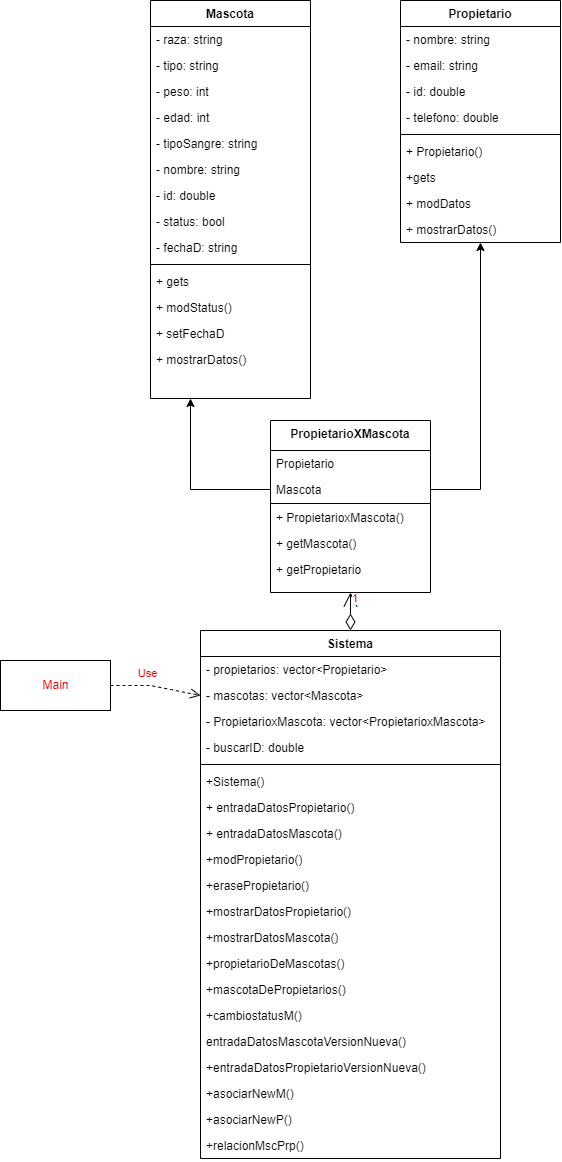 Mascota
- raza: string
- tipo: string
- peso: int
- edad: int
- tipoSangre: string
- nombre: string
- id: double
- status: bool
- fechaD: string
+ gets
+ modStatus()
+ setFechaD
+ mostrarDatos()
Propietario
- nombre: string
- email: string
- id: double
- telefono: double
+ Propietario()
+gets
+ modDatos
+ mostrarDatos()
PropietarioXMascota
Propietario
Mascota
+ PropietarioxMascota()
+ getMascota()
+ getPropietario
1
Main
Use
Sistema
- propietarios: vector<Propietario>
- mascotas: vector<Mascota>
- PropietarioxMascota: vector<PropietarioxMascota>
- buscarID: double
+Sistema()
+ entradaDatosPropietario()
+ entradaDatosMascota()
+modPropietario()
+erasePropietario()
+mostrarDatosPropietario()
+mostrarDatosMascota()
+propietarioDeMascotas()
+mascotaDePropietarios()
+cambiostatusM()
entradaDatosMascotaVersionNueva()
+entradaDatosPropietarioVersionNueva()
+asociarNewM()
+asociarNewP()
+relacionMscPrp()